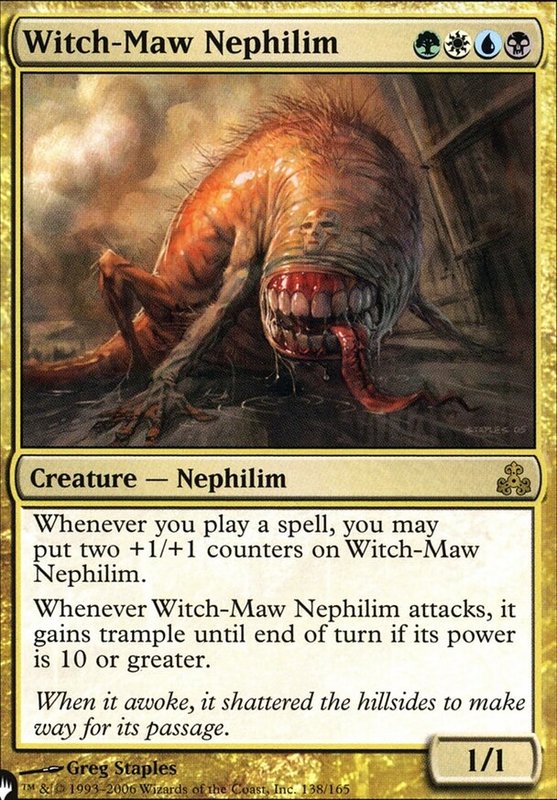 Witch-Maw Nephilim
STAPLES 05
Creature — Nephilim
Whenever you play a spell, you may
put two +1/+1 counters on Witch-Maw
Nephilim.
Whenever Witch-Maw Nephilim attacks, it
gains trample until end of turn if its power
is 10 or greater.
When it awoke, it shattered the hillsides to make
way for its passage.
1/1
Greg Staples
™ & © 1993–2006 Wizards of the Coast, Inc. 138/165